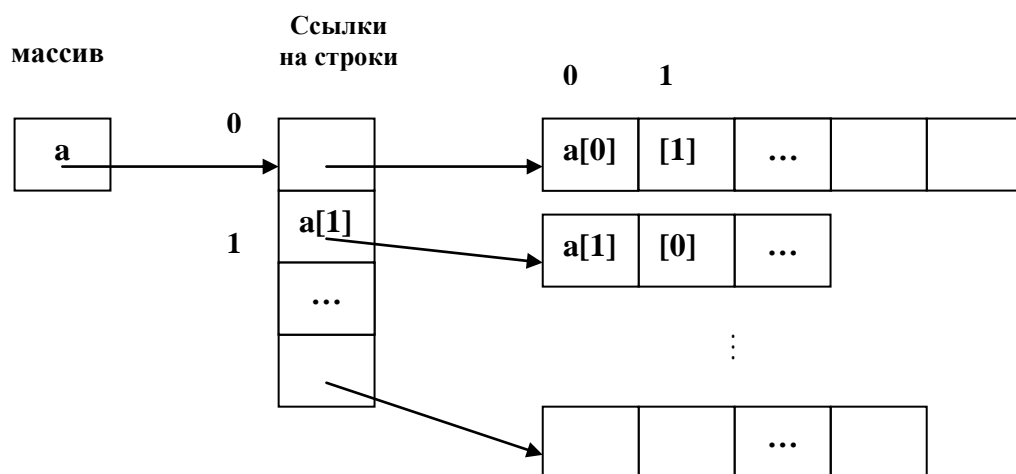 Ссылки
на строки
массив
0 1
0
a
a[0] [1] ...
1
a[1]
a[1] [0] ...
...
⋮
...